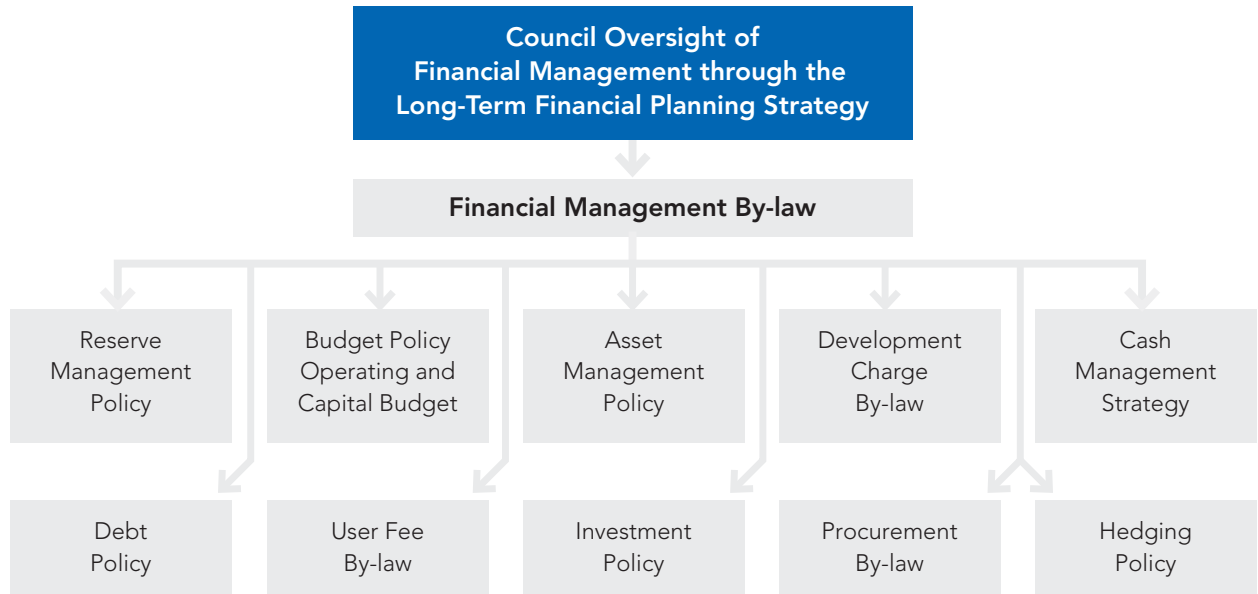 Council Oversight of
Financial Management through the
Long-Term Financial Planning Strategy
Financial Management By-law
Reserve
Management
Policy
Budget Policy
Operating and
Capital Budget
Asset
Management
Policy
Development
Charge
By-law
Cash
Management
Strategy
Debt
Policy
User Fee
By-law
Investment
Policy
Procurement
By-law
Hedging
Policy